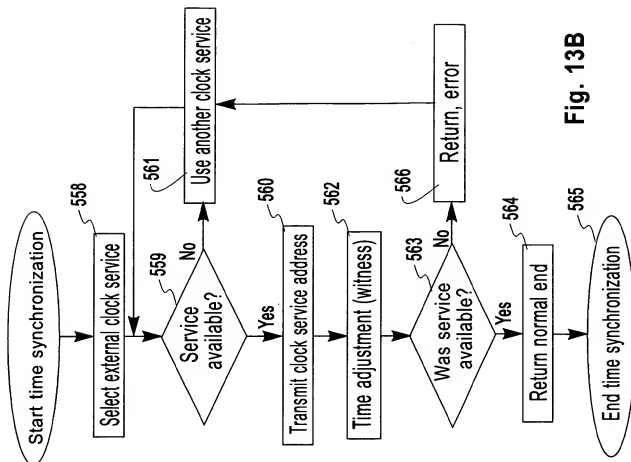 Start time synchronization
558
Select external clock service
559
Service
available?
No
561
Use another clock service
Yes
560
Transmit clock service address
562
Time adjustment (witness)
563
Was service
available?
No
566
Return, error
Yes
564
Return normal end
565
End time synchronization
Fig. 13B